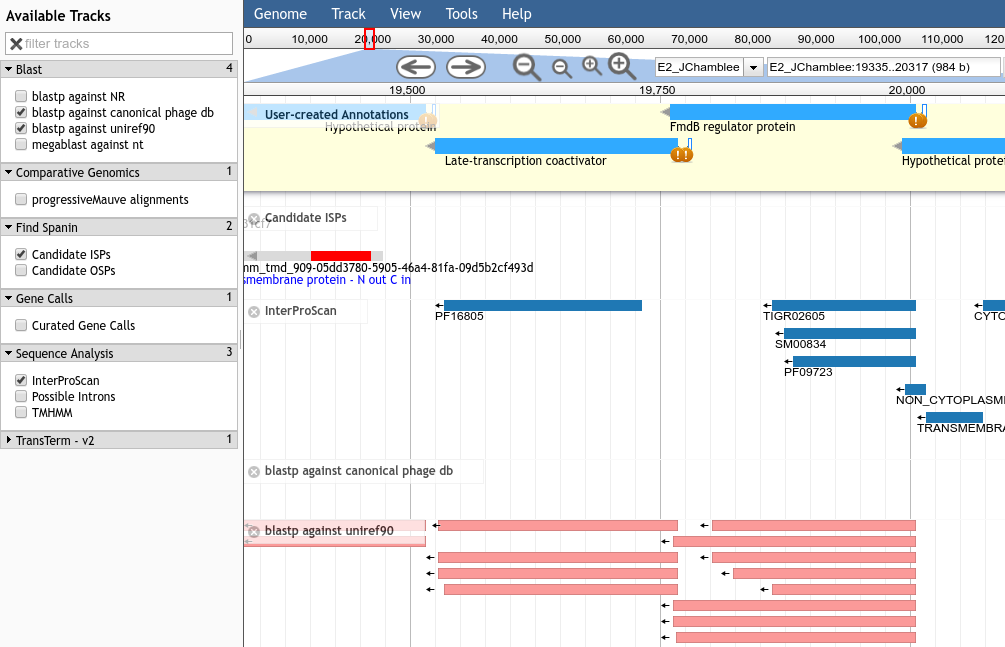 Available Tracks
filter tracks
Blast 4
blastp against NR
blastp against canonical phage db
blastp against uniref90
megablast against nt
Comparative Genomics 1
progressiveMauve alignments
Find Spanin 2
Candidate ISPs
Candidate OSPs
Gene Calls 1
Curated Gene Calls
Sequence Analysis 3
InterProScan
Possible Introns
TMHMM
TransTerm - v2 1
Genome Track View Tools Help
0 10,000 20,000 30,000 40,000 50,000 60,000 70,000 80,000 90,000 100,000 110,000 120
E2_JChamblee E2_JChamblee:19335..20317 (984 b)
19,500 19,750 20,000
User-created Annotations
Hypothetical protein FmdB regulator protein
Late-transcription coactivator Hypothetical protei
Candidate ISPs
mm_tmd_909-05dd3780-5905-46a4-81fa-09d5b2cf493d
smembrane protein - N out C in
InterProScan
PF16805 TIGR02605 CYTO
SM00834
PF09723
NON_CYTOPLASMI
TRANSMEMBRA
blastp against canonical phage db
blastp against uniref90